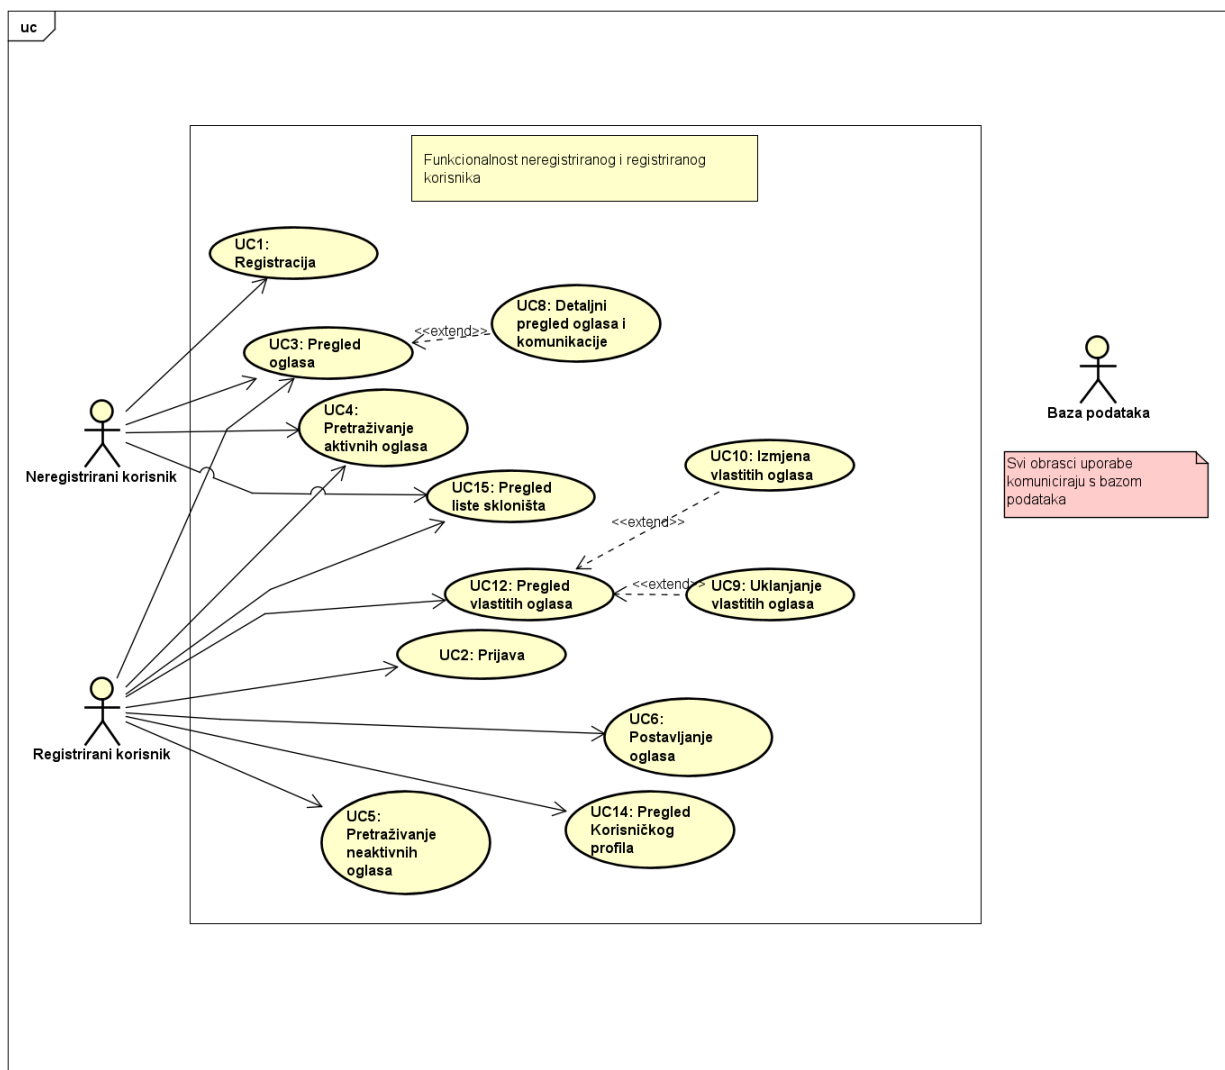 uc
Funkcionalnost neregistriranog i registriranog
korisnika
UC1:
Registracija
UC8: Detaljni
pregled oglasa i
komunikacije
<<extend>>
UC3: Pregled
oglasa
UC4:
Pretraživanje
aktivnih oglasa
Neregistrirani korisnik
Baza podataka
Svi obrasci uporabe
komuniciraju s bazom
podataka
UC10: Izmjena
vlastitih oglasa
UC15: Pregled
liste skloništa
<<extend>>
UC12: Pregled
vlastitih oglasa
<<extend>>
UC9: Uklanjanje
vlastitih oglasa
UC2: Prijava
Registrirani korisnik
UC6:
Postavljanje
oglasa
UC14: Pregled
Korisničkog
profila
UC5:
Pretraživanje
neaktivnih
oglasa